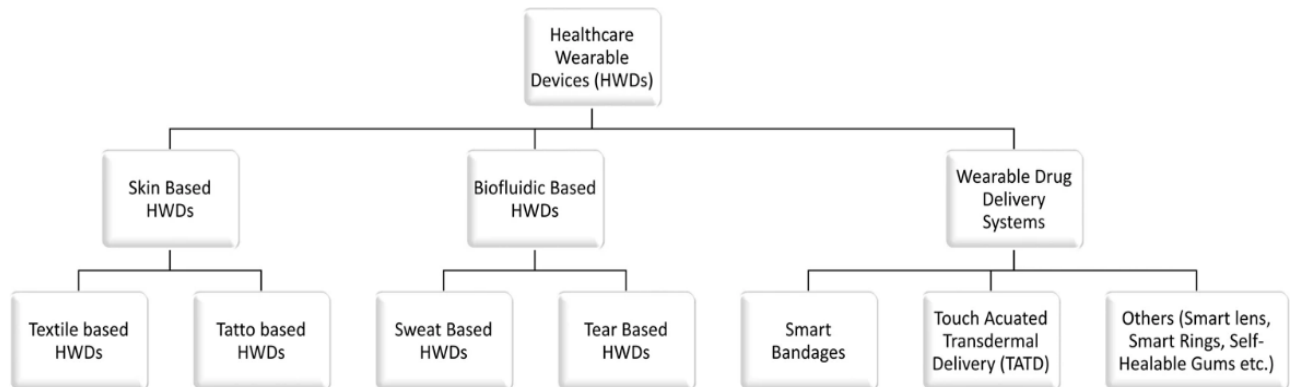 Healthcare
Wearable
Devices (HWDs)
Skin Based
HWDs
Biofluidic Based
HWDs
Wearable Drug
Delivery
Systems
Textile based
HWDs
Tatto based
HWDs
Sweat Based
HWDs
Tear Based
HWDs
Smart
Bandages
Touch Acuated
Transdermal
Delivery (TATD)
Others (Smart lens,
Smart Rings, Self-
Healable Gums etc.)